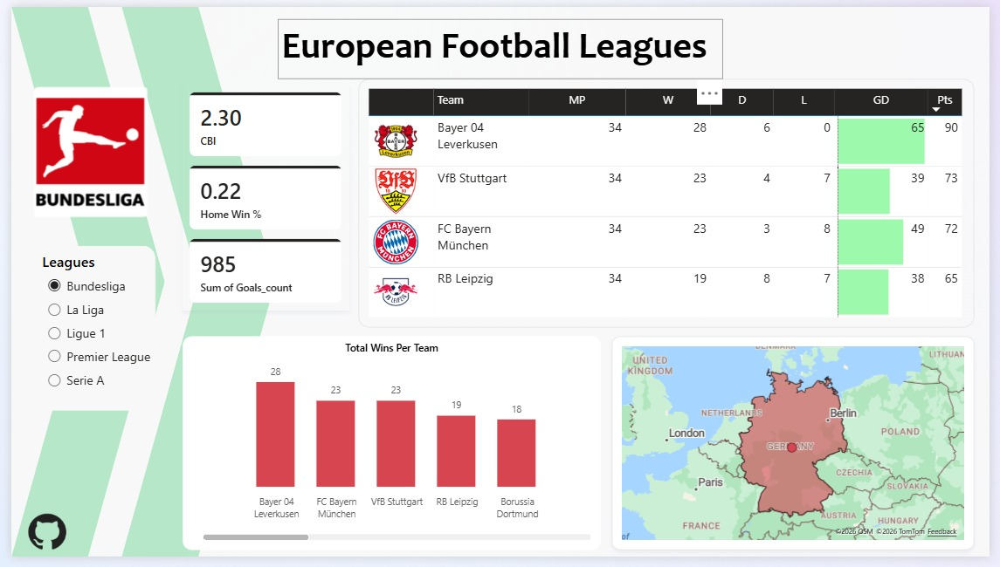 European Football Leagues
BUNDESLIGA
2.30
CBI
0.22
Home Win %
985
Sum of Goals_count
Team MP W D L GD Pts
Bayer 04 Leverkusen 34 28 6 0 65 90
VfB Stuttgart 34 23 4 7 39 73
FC Bayern München 34 23 3 8 49 72
RB Leipzig 34 19 8 7 38 65
Leagues
Bundesliga
La Liga
Ligue 1
Premier League
Serie A
Total Wins Per Team
28
23
23
19
18
Bayer 04 Leverkusen
FC Bayern München
VfB Stuttgart
RB Leipzig
Borussia Dortmund
DENMARK
UNITED KINGDOM
LITHUAN
NETHERLANDS
Berlin
London
POLAND
GERMANY
Paris
CZECHIA
SLOVAKIA
AUSTRIA
HUNGARY
FRANCE
of
©2026 OSM ©2026 TomTom Feedback